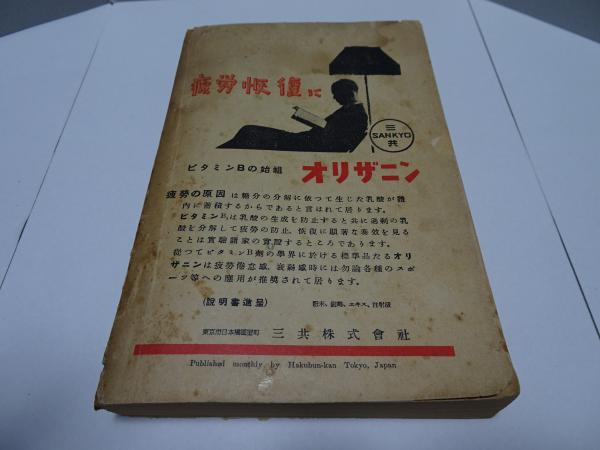 疲労恢復に
三
SANKYO
共
ビタミンBの始祖
オリザニン
疲勞の原因は糖分の分解に依つて生じた乳酸が體
内に蓄積するからであると言はれて居ります。
ビタミンB₁は乳酸の生成を防止すると共に過剰の乳
酸を分解して疲勞の防止、恢復に顯著な奏效を見る
ことは實驗諸家の實證するところであります。
從つてビタミンB劑の學界に於ける標準品たるオリ
ザニンは疲勞倦怠感、衰弱感時には勿論各種のスポ
ーツ等への應用が推奬されて居ります。
(説明書進呈)
粉末、錠、エキス、注射液
東京市日本橋區室町
三共株式會社
Published monthly by Hakubun-kan Tokyo, Japan